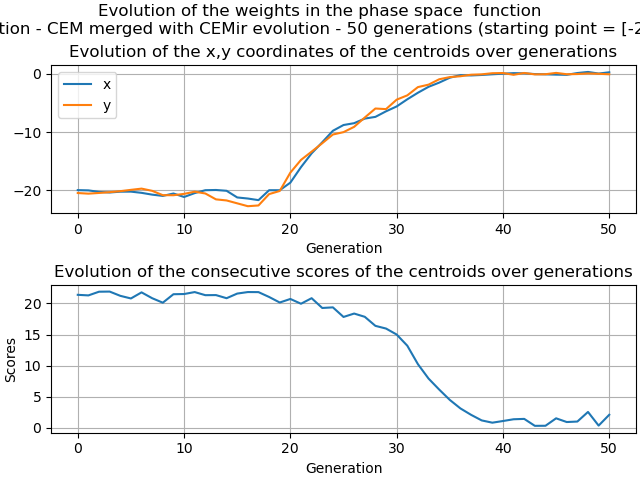 Evolution of the weights in the phase space  function
tion - CEM merged with CEMir evolution - 50 generations (starting point = [-2
Evolution of the x,y coordinates of the centroids over generations
0
−10
−20
x
y
0 10 20 30 40 50
Generation
Evolution of the consecutive scores of the centroids over generations
Scores
20
15
10
5
0
0 10 20 30 40 50
Generation